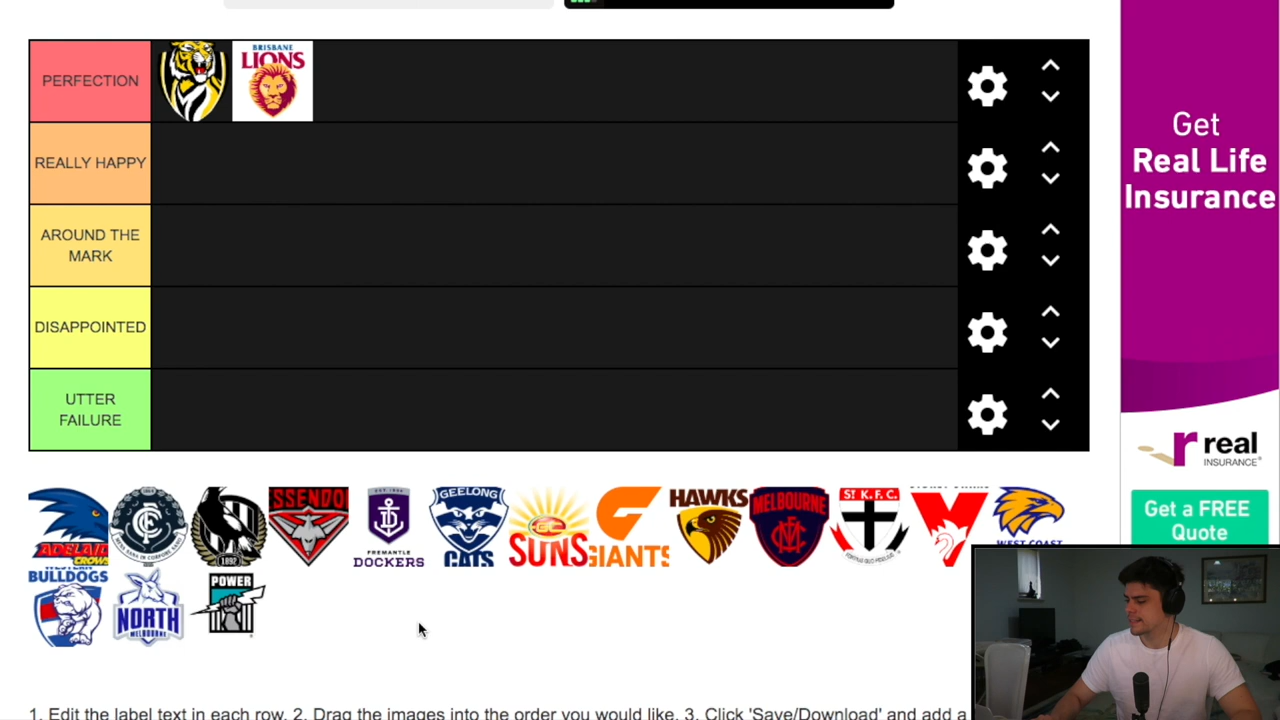 PERFECTION
BRISBANE
LIONS
REALLY HAPPY
AROUND THE
MARK
DISAPPOINTED
UTTER
FAILURE
Get
Real Life
Insurance
real
INSURANCE
Get a FREE
Quote
ADELAIDE
CROWS
1892
SSENDO
FREMANTLE
DOCKERS
GEELONG
CATS
GC
SUNS
GIANTS
HAWKS
MELBOURNE
ST K.F.C.
WEST COAST
BULLDOGS
NORTH
MELBOURNE
POWER
1. Edit the label text in each row. 2. Drag the images into the order you would like. 3. Click 'Save/Download' and add a